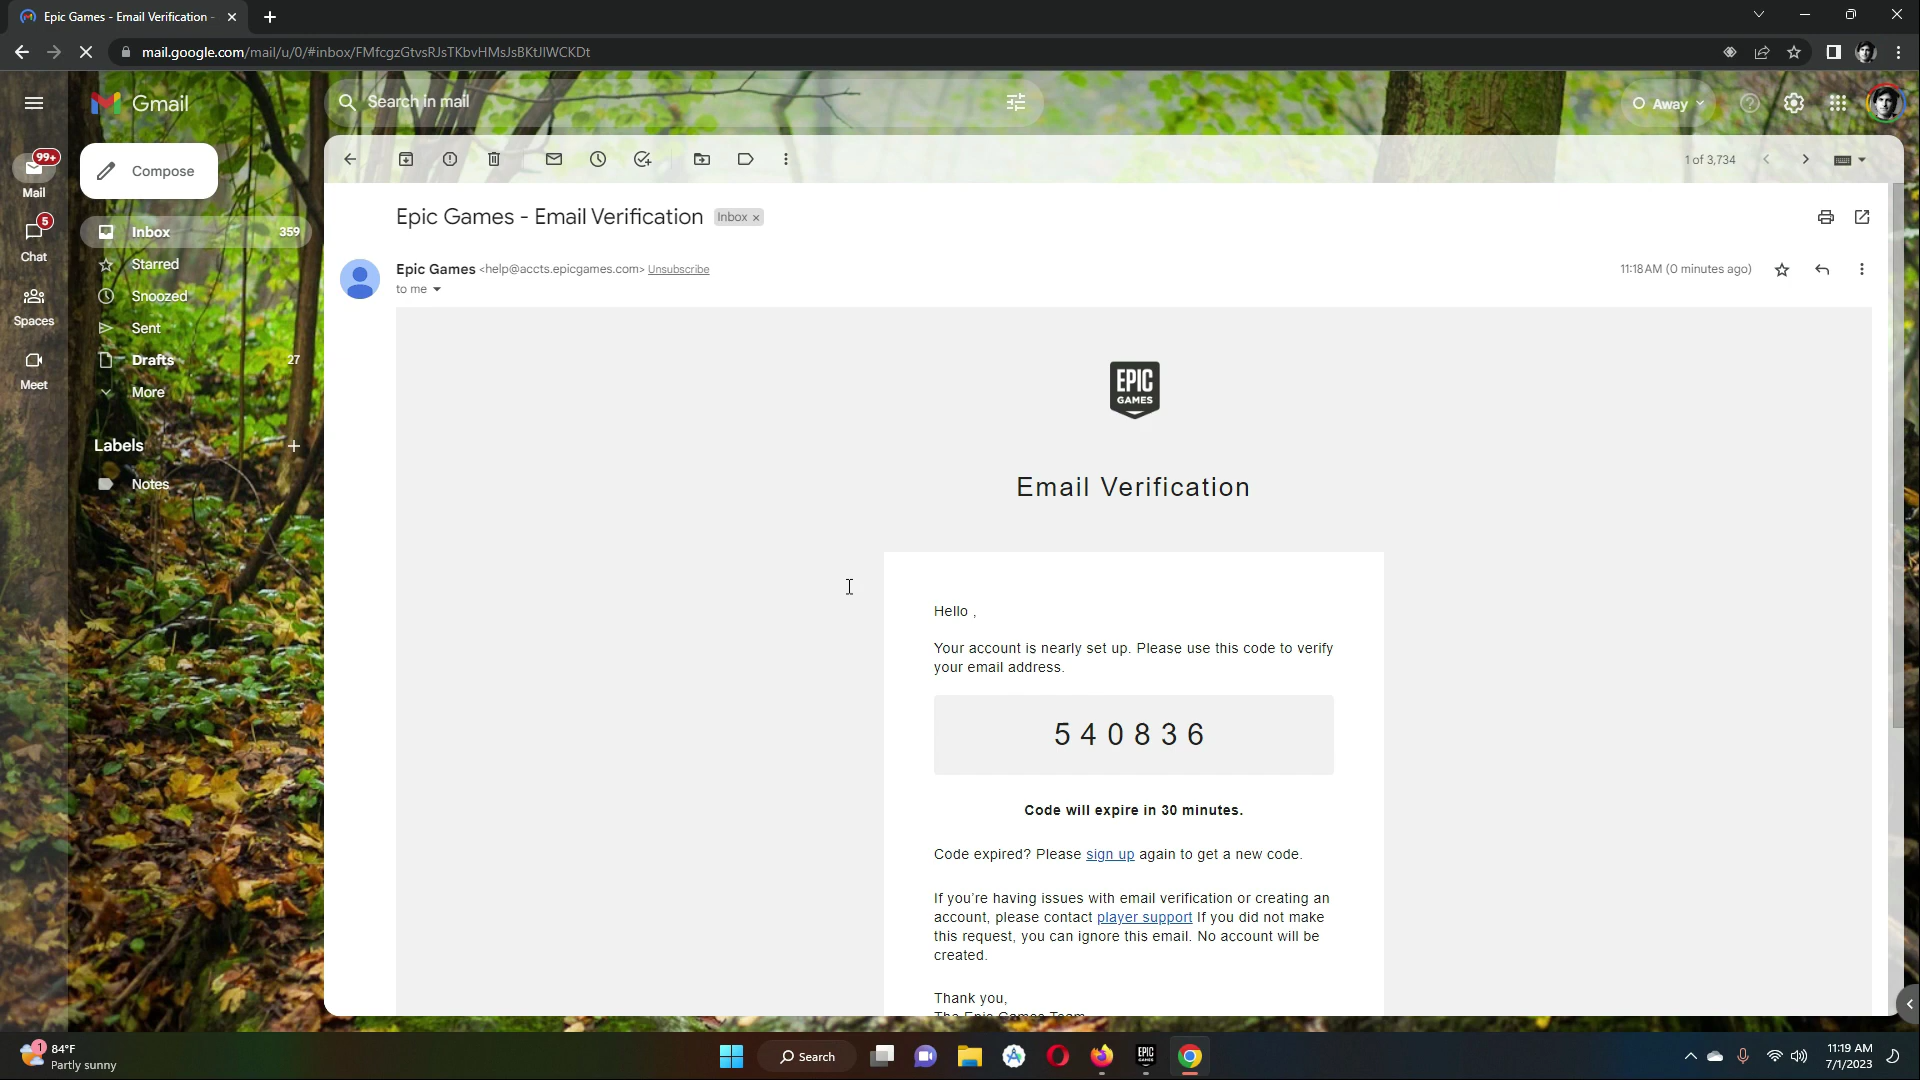 Epic Games - Email Verification -
mail.google.com/mail/u/0/#inbox/FMfcgzGtvsRJsTKbvHMsJsBKtJlWCKDt
Gmail
Search in mail
Away
99+
Mail
Compose
1 of 3,734
5
Chat
Inbox 359
Starred
Snoozed
Sent
Drafts 27
More
Spaces
Meet
Labels
Notes
Epic Games - Email Verification Inbox ×
Epic Games <help@accts.epicgames.com> Unsubscribe
11:18 AM (0 minutes ago)
to me
EPIC
GAMES
Email Verification
Hello ,
Your account is nearly set up. Please use this code to verify
your email address.
540836
Code will expire in 30 minutes.
Code expired? Please sign up again to get a new code.
If you're having issues with email verification or creating an
account, please contact player support If you did not make
this request, you can ignore this email. No account will be
created.
Thank you,
The Epic Games Team
1
84°F
Partly sunny
Search
EPIC
GAMES
11:19 AM
7/1/2023